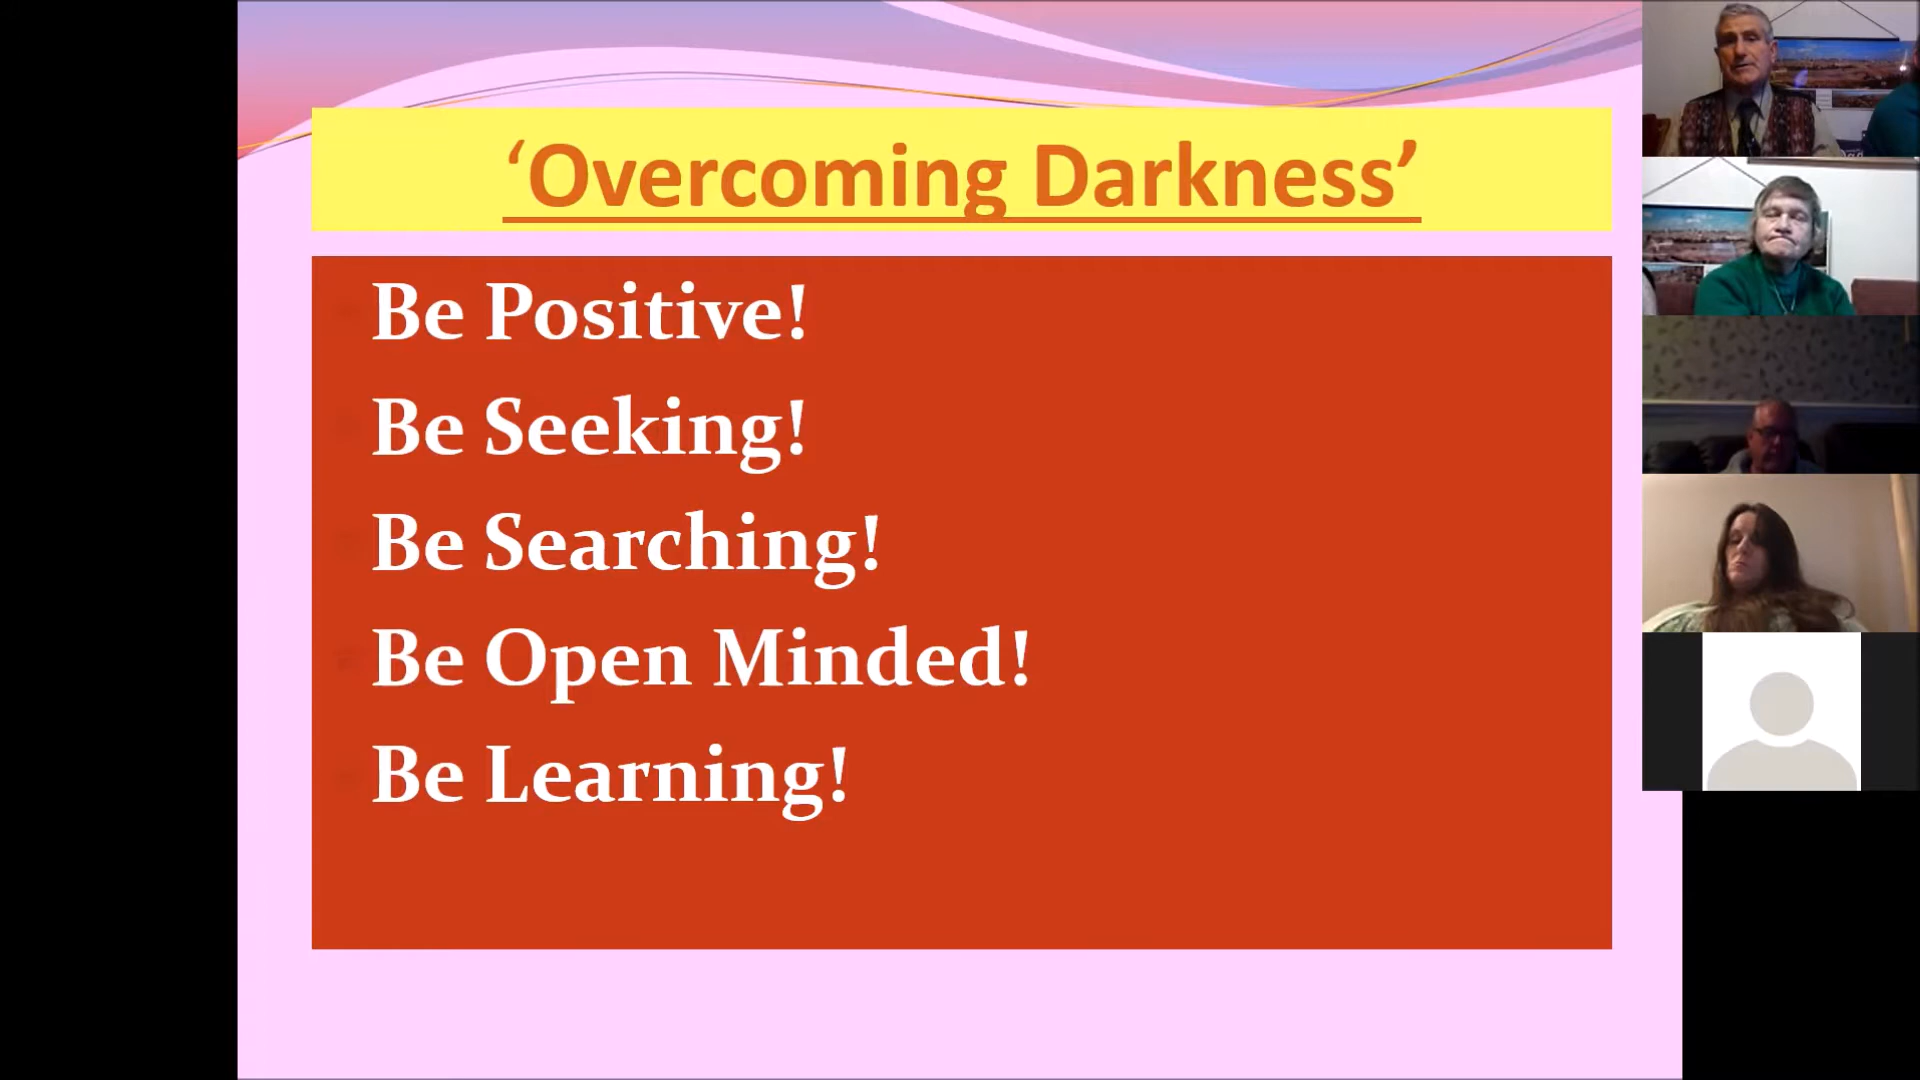 ‘Overcoming Darkness’
Be Positive!
Be Seeking!
Be Searching!
Be Open Minded!
Be Learning!